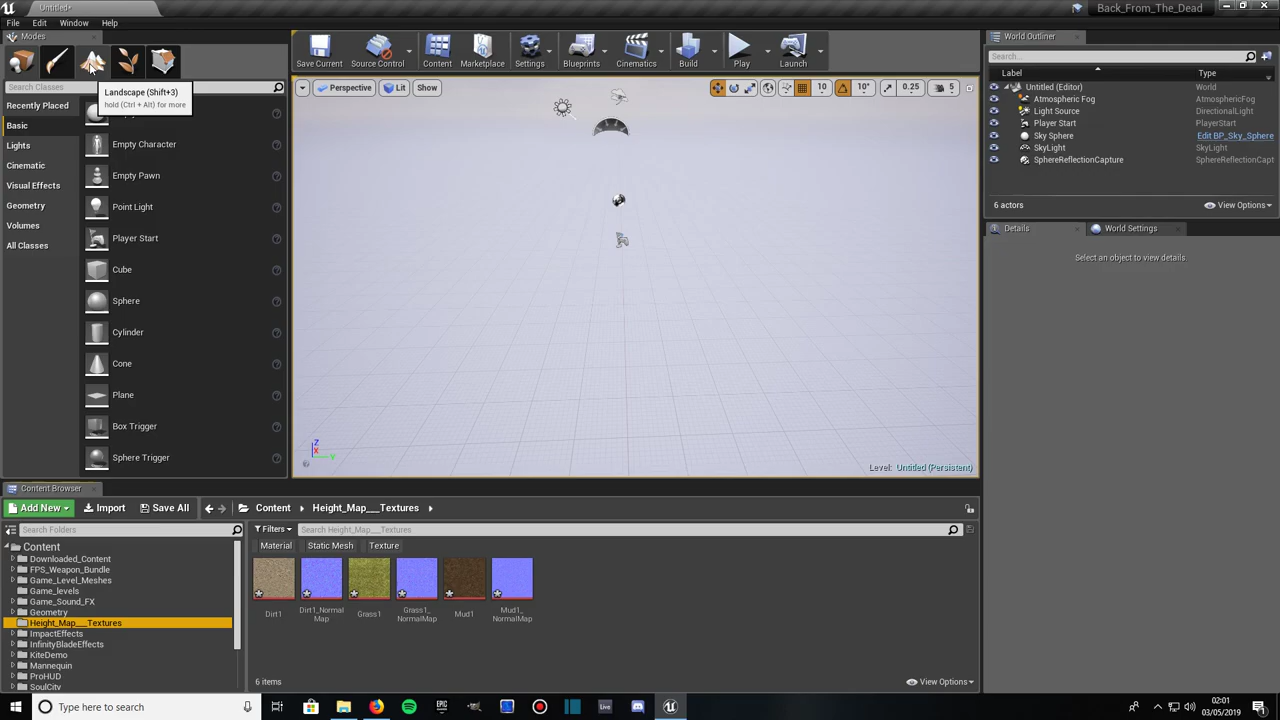 Untitled*
Back_From_The_Dead
File Edit Window Help
Modes
Search Classes
Landscape (Shift+3)
hold (Ctrl + Alt) for more
Recently Placed
Basic
Lights
Cinematic
Visual Effects
Geometry
Volumes
All Classes
Empty Character
Empty Pawn
Point Light
Player Start
Cube
Sphere
Cylinder
Cone
Plane
Box Trigger
Sphere Trigger
Save Current
Source Control
Content
Marketplace
Settings
Blueprints
Cinematics
Build
Play
Launch
Perspective Lit Show
10 10° 0.25 5
Z
X
Y
Level: Untitled (Persistent)
World Outliner
Search...
Label Type
World (Editor) World
AtmosphericFog AtmosphericFog
Light Source DirectionalLight
Player Start PlayerStart
Sky Sphere Edit BP_Sky_Sphere
SkyLight SkyLight
SphereReflectionCapture SphereReflectionCapt
6 actors View Options
Details World Settings
Select an object to view details.
Content Browser
Add New Import Save All Content Height_Map___Textures
Search Folders
Filters Search Height_Map___Textures
Material Static Mesh Texture
Content
Downloaded_Content
FPS_Weapon_Bundle
Game_Level_Meshes
Game_levels
Game_Sound_FX
Geometry
Height_Map___Textures
ImpactEffects
InfinityBladeEffects
KiteDemo
Mannequin
ProHUD
SoulCity
Dirt1
Dirt1_Normal
Map
Grass1
Grass1_
NormalMap
Mud1
Mud1_
NormalMap
6 items View Options
Type here to search
EPIC
Live
02:01
03/05/2019